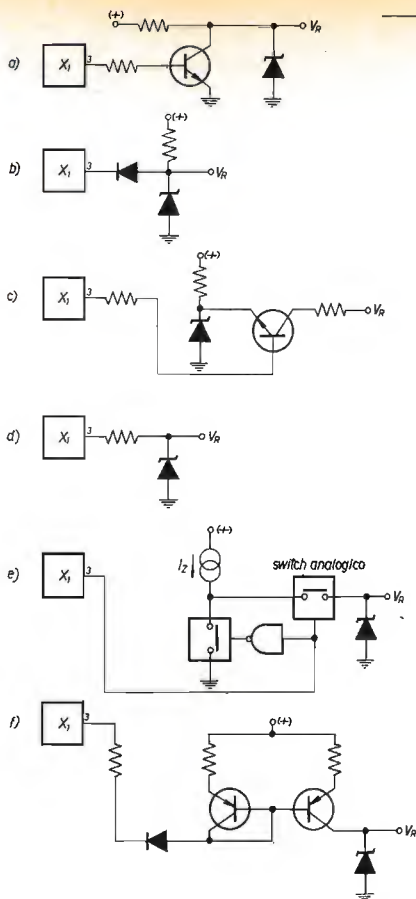 (+)
VR
a) X1 3
(+)
b) X1 3 VR
(+)
c) X1 3 VR
d) X1 3 VR
(+)
I2 switch analogico
e) X1 3 VR
f) X1 3 (+)
VR